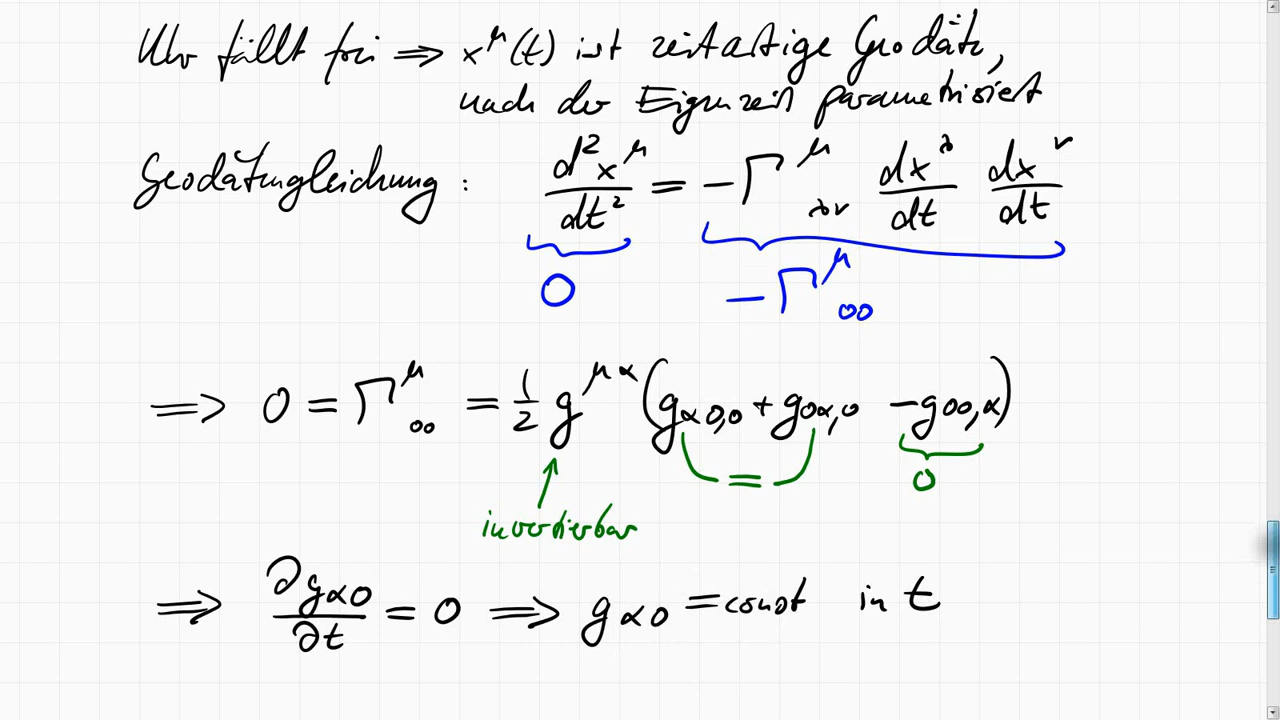 Uhr fällt frei ⟹ x^μ(t) ist zeitartige Geodäte,
nach der Eigenzeit parametrisiert
Geodätengleichung: d²x^μ/dt² = −Γ^μ_λν dx^λ/dt dx^ν/dt
0 −Γ^μ_00
⟹ 0 = Γ^μ_00 = 1/2 g^μα (g_α0,0 + g_0α,0 − g_00,α)
= 0
invertierbar
⟹ ∂g_α0/∂t = 0 ⟹ g_α0 = const in t